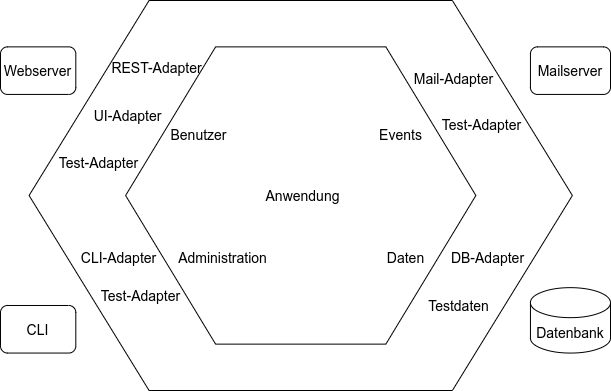 Webserver
REST-Adapter
UI-Adapter
Test-Adapter
Benutzer
Events
Mail-Adapter
Test-Adapter
Mailserver
Anwendung
CLI-Adapter
Test-Adapter
Administration
Daten
DB-Adapter
Testdaten
CLI
Datenbank